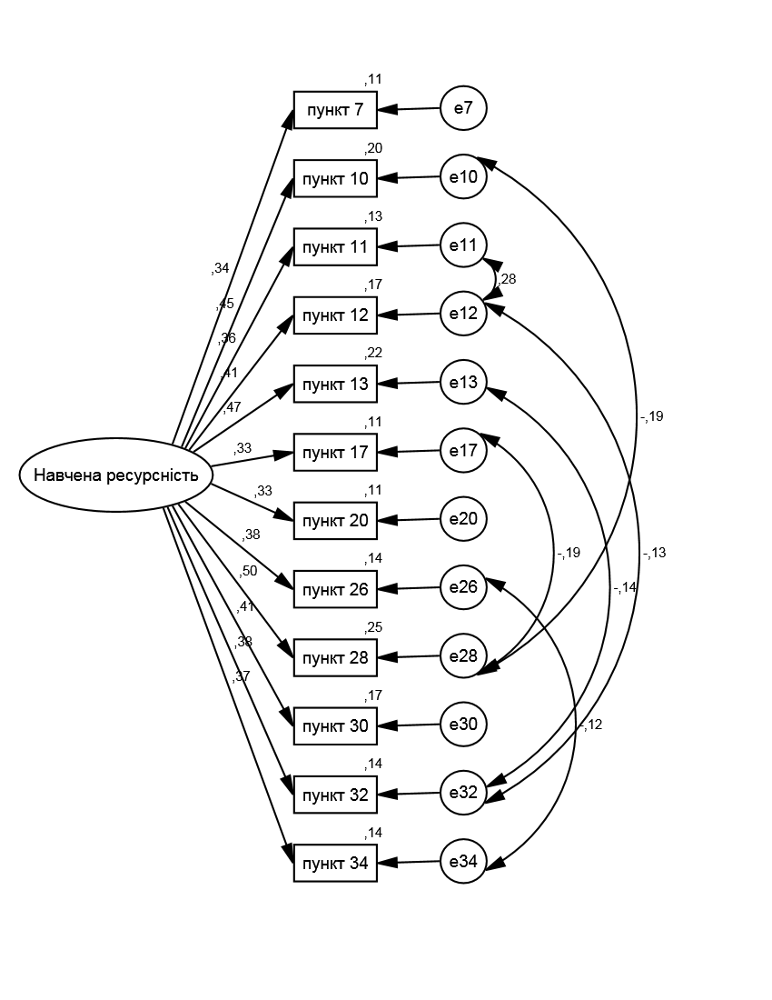 ,11
пункт 7
e7
,20
пункт 10
e10
,13
пункт 11
e11
,34
,28
,17
пункт 12
e12
,45
,36
,22
,41
пункт 13
e13
,47
,11
-,19
,33
пункт 17
e17
Навчена ресурсність
,33
,11
пункт 20
e20
,38
,14
-,19
-,13
,50
пункт 26
e26
-,14
,41
,25
,38
пункт 28
e28
,37
,17
пункт 30
e30
-,12
,14
пункт 32
e32
,14
пункт 34
e34